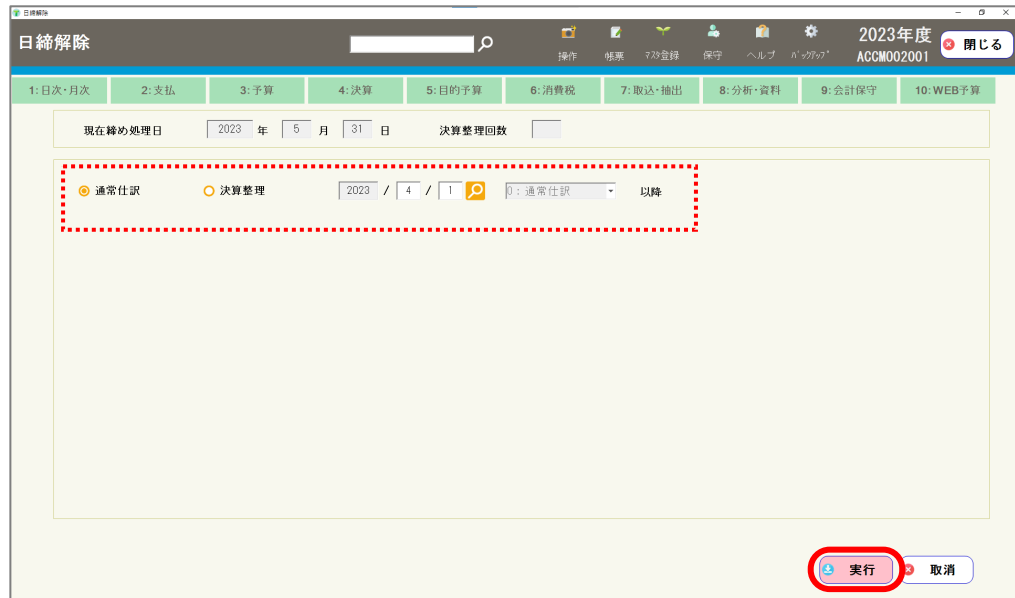 日締解除
日締解除
操作 帳票 ﾏｽﾀ登録 保守 ヘルプ ﾊﾞｯｸｱｯﾌﾟ
2023年度
ACCM002001
閉じる
1:日次・月次 2:支払 3:予算 4:決算 5:目的予算 6:消費税 7:取込・抽出 8:分析・資料 9:会計保守 10:WEB予算
現在締め処理日 2023 年 5 月 31 日 決算整理回数
通常仕訳 決算整理 2023 / 4 / 1 0:通常仕訳 以降
実行 取消